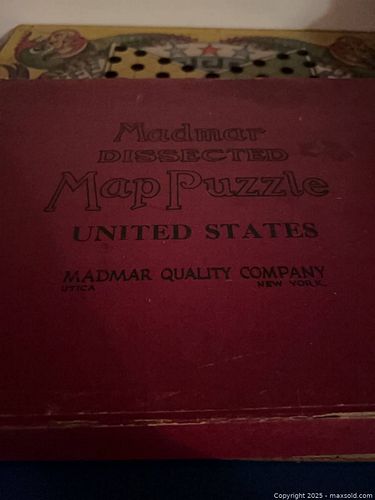 Madmar
DISSECTED
Map Puzzle
UNITED STATES
MADMAR QUALITY COMPANY
UTICA NEW YORK.
Copyright 2025 - maxsold.com